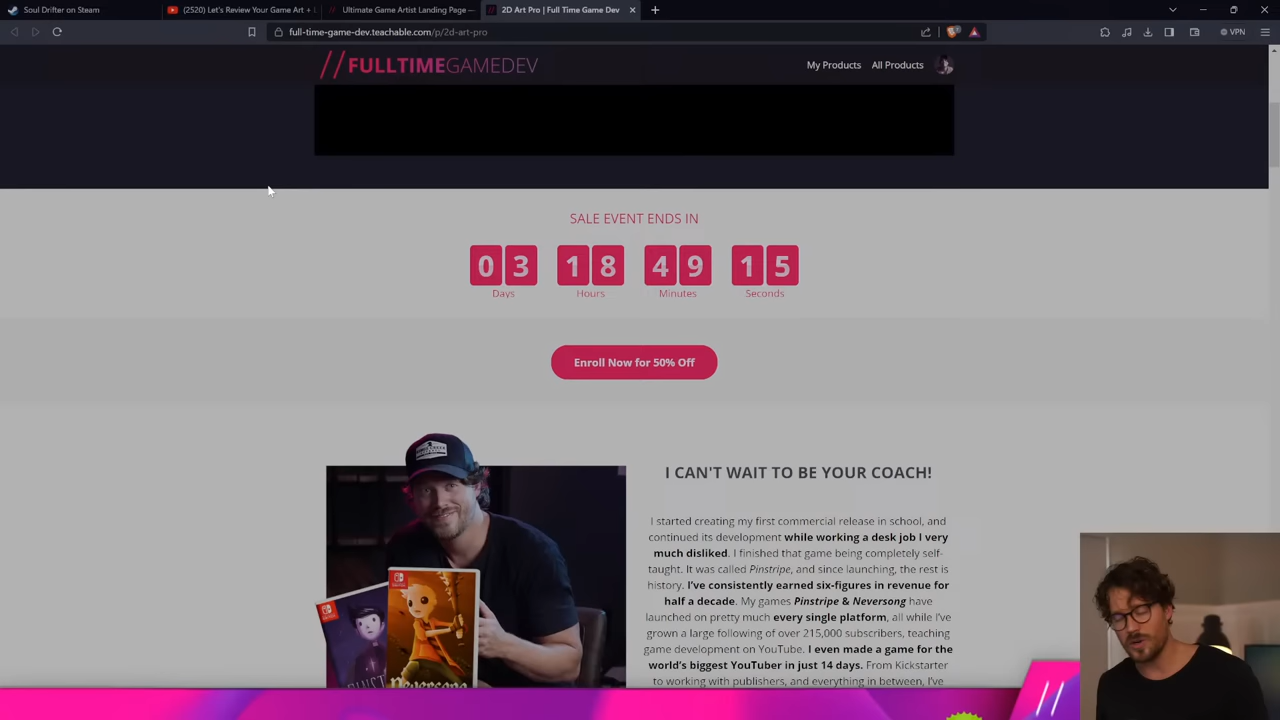 Soul Drifter on Steam
(2520) Let's Review Your Game Art + L
Ultimate Game Artist Landing Page —
2D Art Pro | Full Time Game Dev
full-time-game-dev.teachable.com/p/2d-art-pro
VPN
//FULLTIMEGAMEDEV
My Products
All Products
SALE EVENT ENDS IN
03 18 49 15
Days Hours Minutes Seconds
Enroll Now for 50% Off
I CAN'T WAIT TO BE YOUR COACH!
I started creating my first commercial release in school, and
continued its development while working a desk job I very
much disliked. I finished that game being completely self-
taught. It was called Pinstripe, and since launching, the rest is
history. I've consistently earned six-figures in revenue for
half a decade. My games Pinstripe & Neversong have
launched on pretty much every single platform, all while I've
grown a large following of over 215,000 subscribers, teaching
game development on YouTube. I even made a game for the
world's biggest YouTuber in just 14 days. From Kickstarter
to working with publishers, and everything in between, I've
Neversong
//